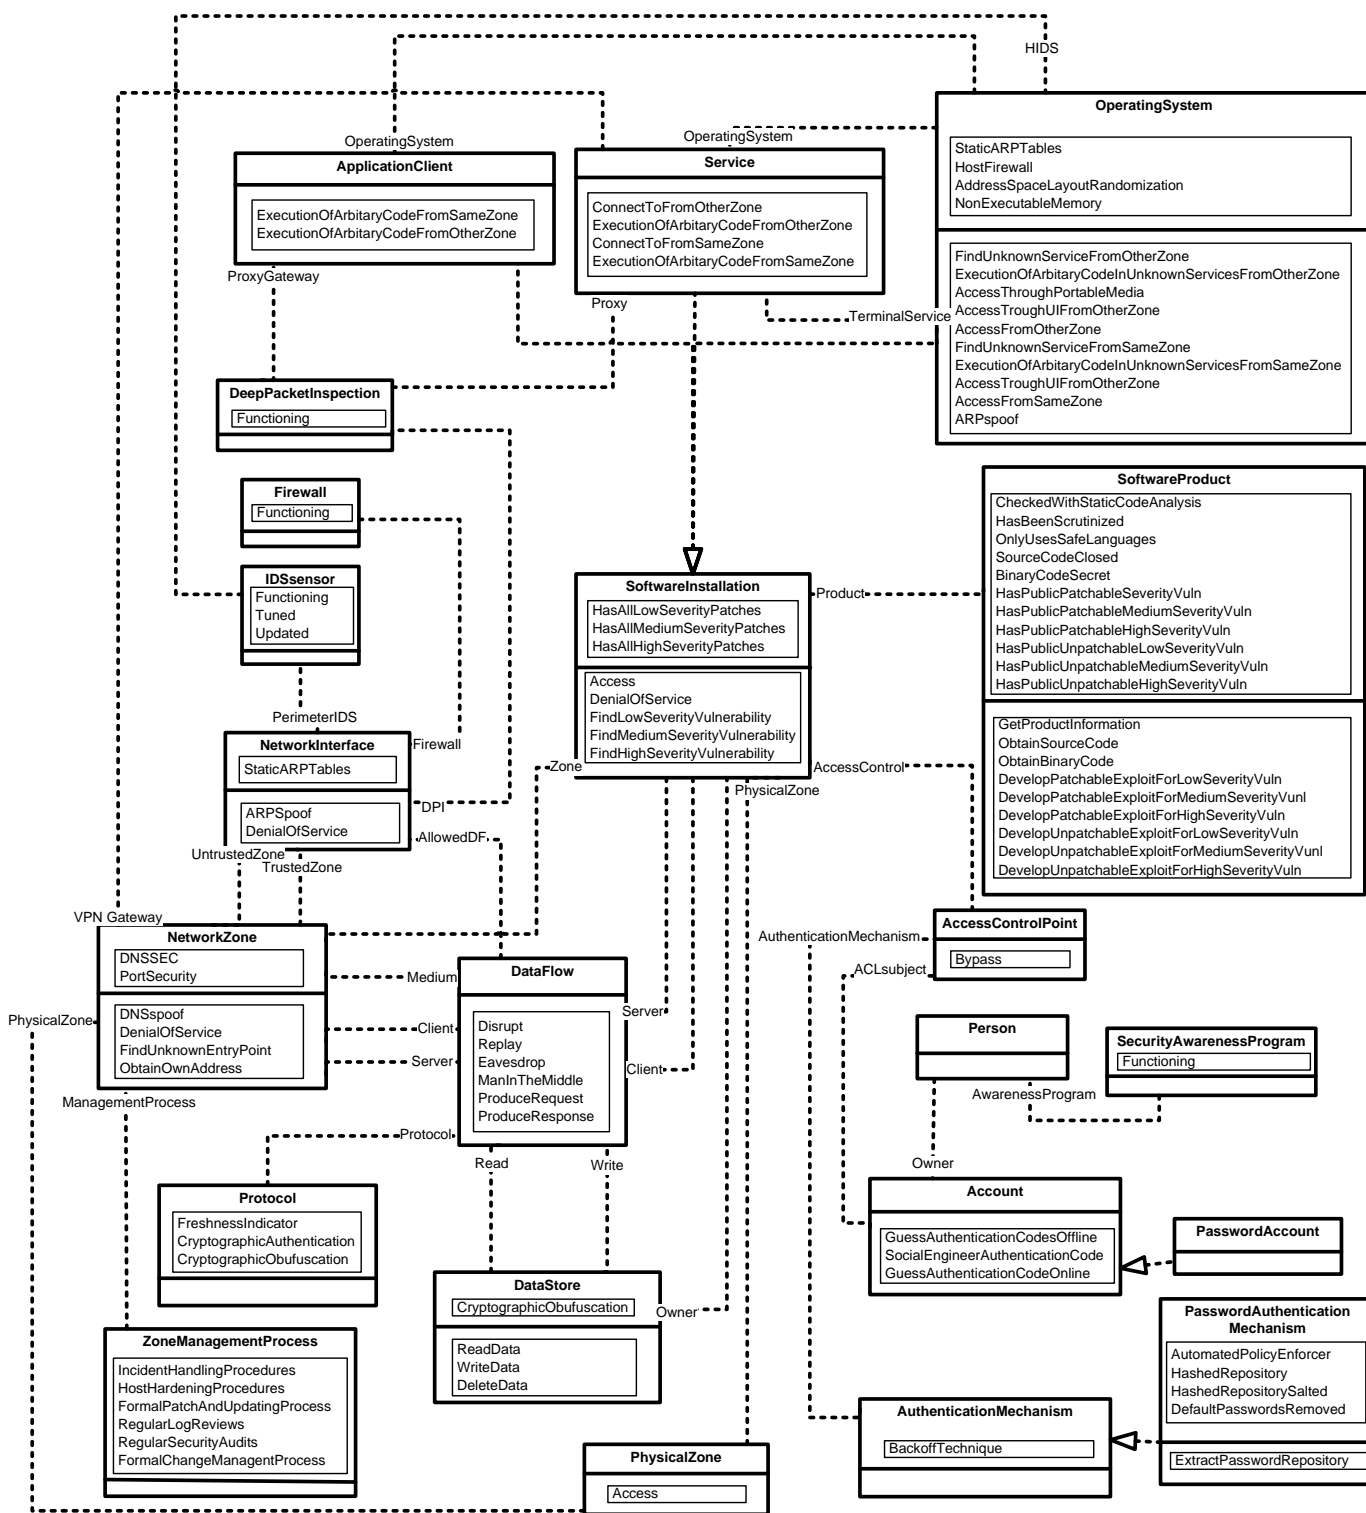 HIDS
OperatingSystem
StaticARPTables
HostFirewall
AddressSpaceLayoutRandomization
NonExecutableMemory
FindUnknownServiceFromOtherZone
ExecutionOfArbitaryCodeInUnknownServicesFromOtherZone
AccessThroughPortableMedia
AccessTroughUIFromOtherZone
AccessFromOtherZone
FindUnknownServiceFromSameZone
ExecutionOfArbitaryCodeInUnknownServicesFromSameZone
AccessTroughUIFromOtherZone
AccessFromSameZone
ARPspoof
OperatingSystem
ApplicationClient
ExecutionOfArbitaryCodeFromSameZone
ExecutionOfArbitaryCodeFromOtherZone
ProxyGateway
OperatingSystem
Service
ConnectToFromOtherZone
ExecutionOfArbitaryCodeFromOtherZone
ConnectToFromSameZone
ExecutionOfArbitaryCodeFromSameZone
Proxy
TerminalService
DeepPacketInspection
Functioning
Firewall
Functioning
IDSsensor
Functioning
Tuned
Updated
PerimeterIDS
NetworkInterface
StaticARPTables
ARPSpoof
DenialOfService
Firewall
DPI
AllowedDF
UntrustedZone
TrustedZone
SoftwareInstallation
HasAllLowSeverityPatches
HasAllMediumSeverityPatches
HasAllHighSeverityPatches
Access
DenialOfService
FindLowSeverityVulnerability
FindMediumSeverityVulnerability
FindHighSeverityVulnerability
Product
Zone
AccessControl
PhysicalZone
SoftwareProduct
CheckedWithStaticCodeAnalysis
HasBeenScrutinized
OnlyUsesSafeLanguages
SourceCodeClosed
BinaryCodeSecret
HasPublicPatchableSeverityVuln
HasPublicPatchableMediumSeverityVuln
HasPublicPatchableHighSeverityVuln
HasPublicUnpatchableLowSeverityVuln
HasPublicUnpatchableMediumSeverityVuln
HasPublicUnpatchableHighSeverityVuln
GetProductInformation
ObtainSourceCode
ObtainBinaryCode
DevelopPatchableExploitForLowSeverityVuln
DevelopPatchableExploitForMediumSeverityVunl
DevelopPatchableExploitForHighSeverityVuln
DevelopUnpatchableExploitForLowSeverityVuln
DevelopUnpatchableExploitForMediumSeverityVunl
DevelopUnpatchableExploitForHighSeverityVuln
VPN Gateway
NetworkZone
DNSSEC
PortSecurity
DNSspoof
DenialOfService
FindUnknownEntryPoint
ObtainOwnAddress
PhysicalZone
ManagementProcess
Medium
Client
Server
DataFlow
Disrupt
Replay
Eavesdrop
ManInTheMiddle
ProduceRequest
ProduceResponse
Server
Client
Protocol
Read
Write
AuthenticationMechanism
ACLsubject
AccessControlPoint
Bypass
Person
AwarenessProgram
SecurityAwarenessProgram
Functioning
Owner
Account
GuessAuthenticationCodesOffline
SocialEngineerAuthenticationCode
GuessAuthenticationCodeOnline
PasswordAccount
Protocol
FreshnessIndicator
CryptographicAuthentication
CryptographicObufuscation
DataStore
CryptographicObufuscation
ReadData
WriteData
DeleteData
Owner
ZoneManagementProcess
IncidentHandlingProcedures
HostHardeningProcedures
FormalPatchAndUpdatingProcess
RegularLogReviews
RegularSecurityAudits
FormalChangeManagentProcess
PhysicalZone
Access
AuthenticationMechanism
BackoffTechnique
PasswordAuthentication
Mechanism
AutomatedPolicyEnforcer
HashedRepository
HashedRepositorySalted
DefaultPasswordsRemoved
ExtractPasswordRepository